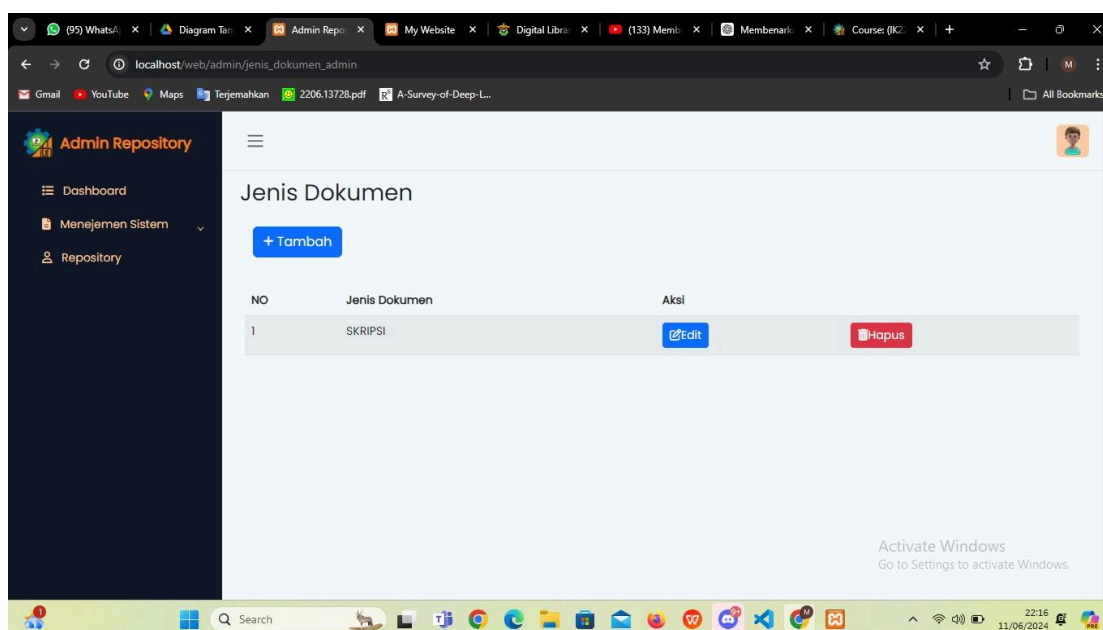 (95) WhatsA
Diagram Tan
Admin Repos
My Website
Digital Libra
(133) Memb
Membenark
Course: (IK2
localhost/web/admin/jenis_dokumen_admin
M
Gmail
YouTube
Maps
Terjemahkan
2206.13728.pdf
A-Survey-of-Deep-L...
All Bookmarks
Admin Repository
Dashboard
Menejemen Sistem
Repository
Jenis Dokumen
+ Tambah
NO Jenis Dokumen Aksi
1 SKRIPSI Edit Hapus
Activate Windows
Go to Settings to activate Windows.
1
Search
22:16
11/06/2024